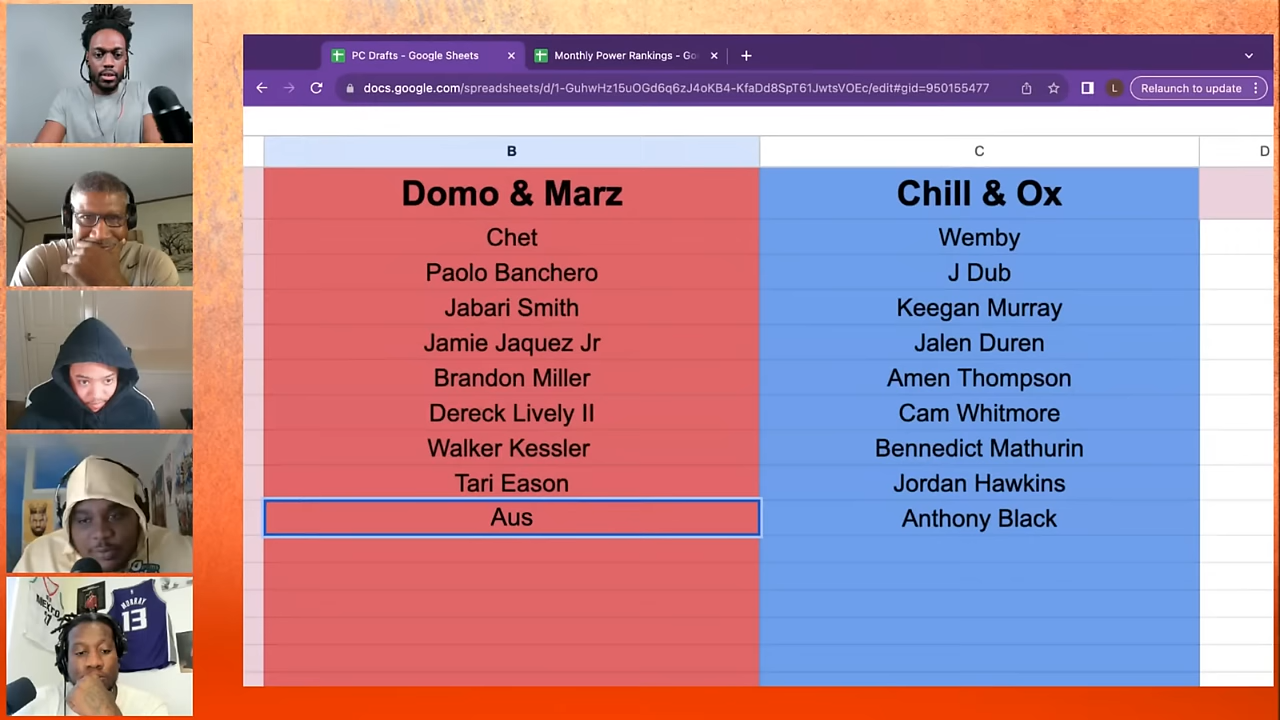 PC Drafts - Google Sheets
Monthly Power Rankings - Go
docs.google.com/spreadsheets/d/1-GuhwHz15uOGd6q6zJ4oKB4-KfaDd8SpT61JwtsVOEc/edit#gid=950155477
L
Relaunch to update
B
C
D
Domo & Marz
Chill & Ox
Chet
Wemby
Paolo Banchero
J Dub
Jabari Smith
Keegan Murray
Jamie Jaquez Jr
Jalen Duren
Brandon Miller
Amen Thompson
Dereck Lively II
Cam Whitmore
Walker Kessler
Bennedict Mathurin
Tari Eason
Jordan Hawkins
Aus
Anthony Black
MURRAY
13